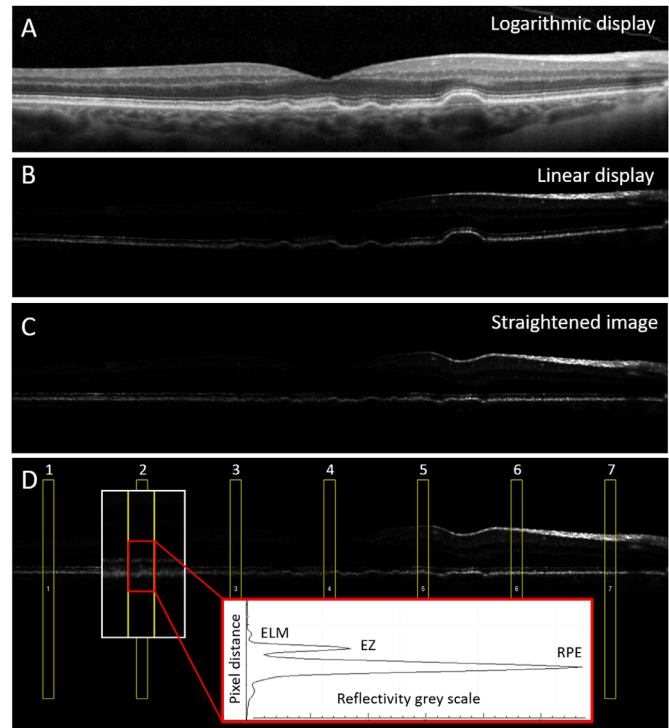 A
Logarithmic display
B
Linear display
C
Straightened image
D
1 2 3 4 5 6 7
1 3 4 5 6 7
ELM
EZ
RPE
Pixel distance
Reflectivity grey scale